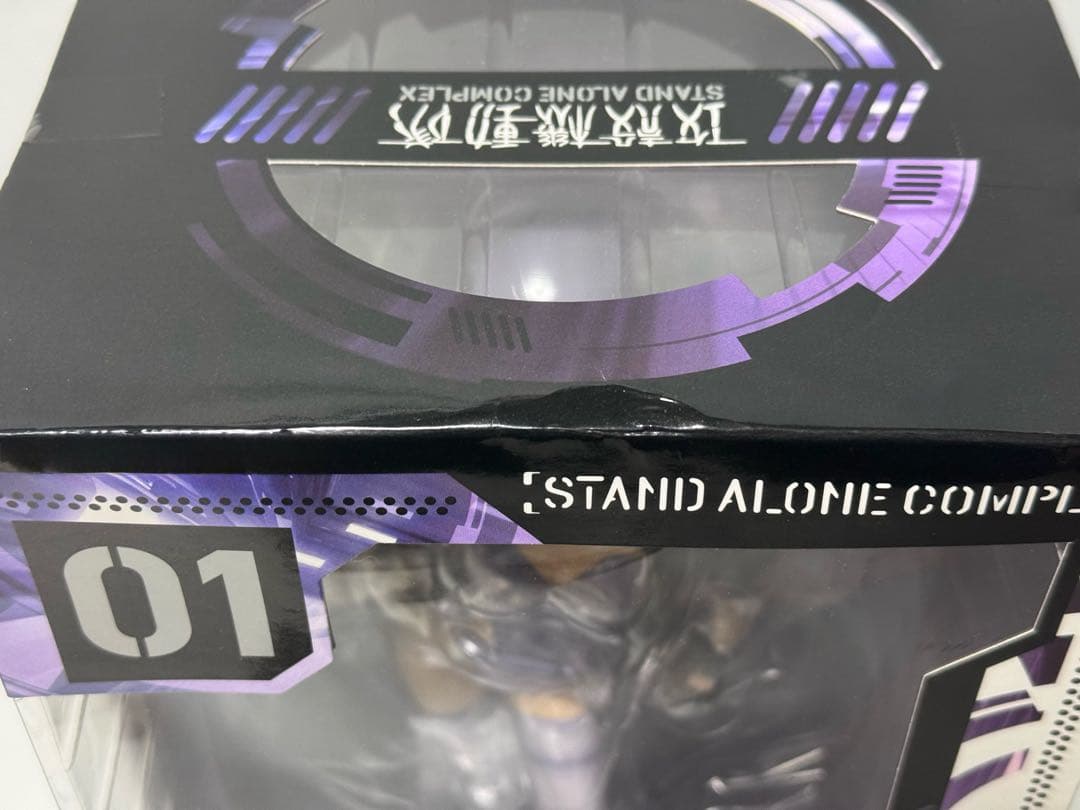 攻殻機動隊
STAND ALONE COMPLEX
[STAND ALONE COMPL
01